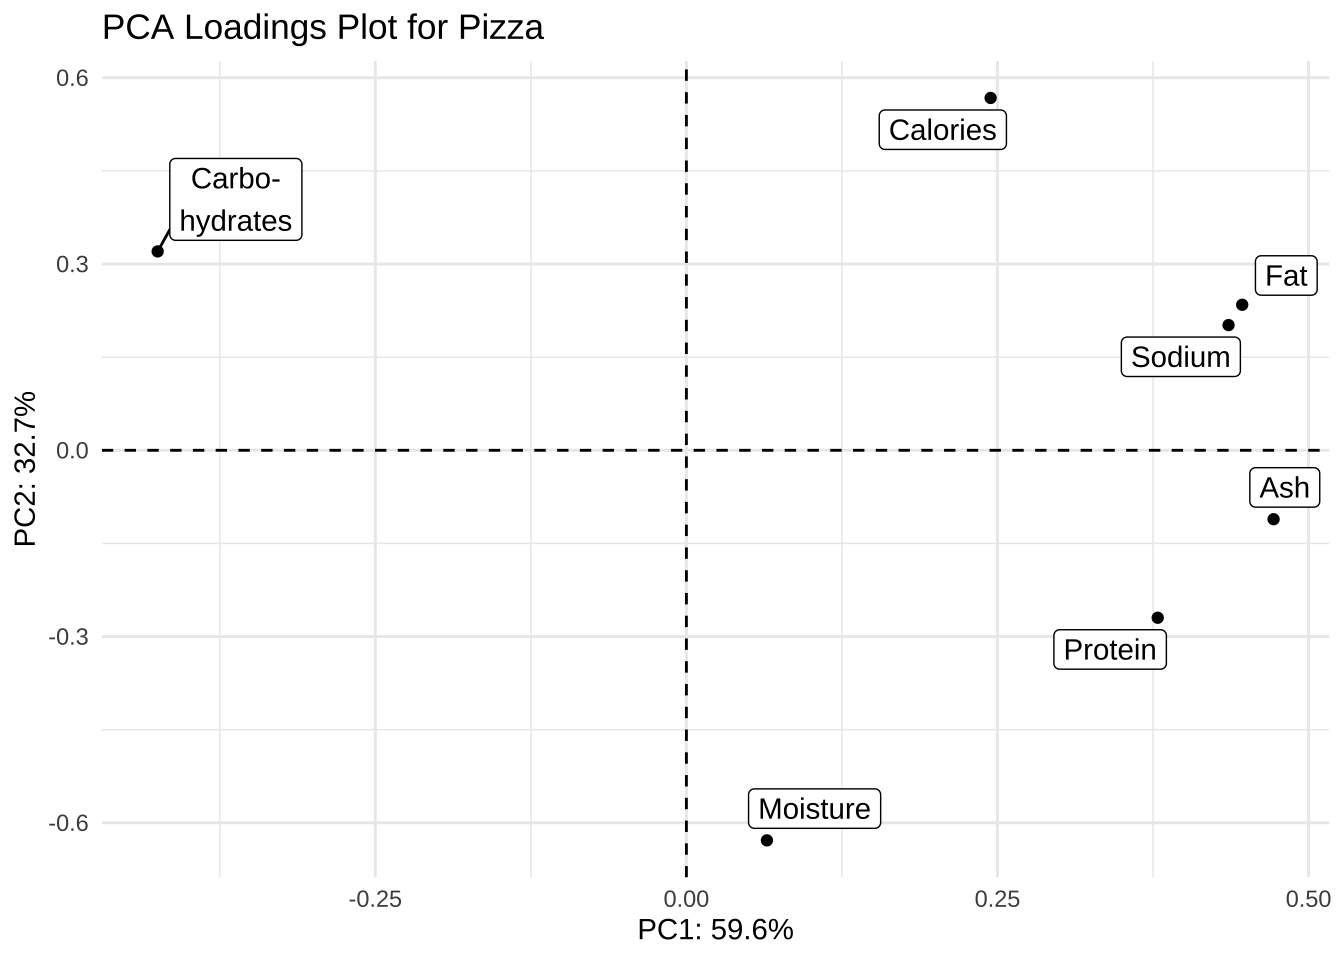 PCA Loadings Plot for Pizza
0.6
Calories
Carbo-
hydrates
0.3
Fat
Sodium
0.0
Ash
-0.3
Protein
Moisture
-0.6
PC2: 32.7%
-0.25
0.00
0.25
0.50
PC1: 59.6%